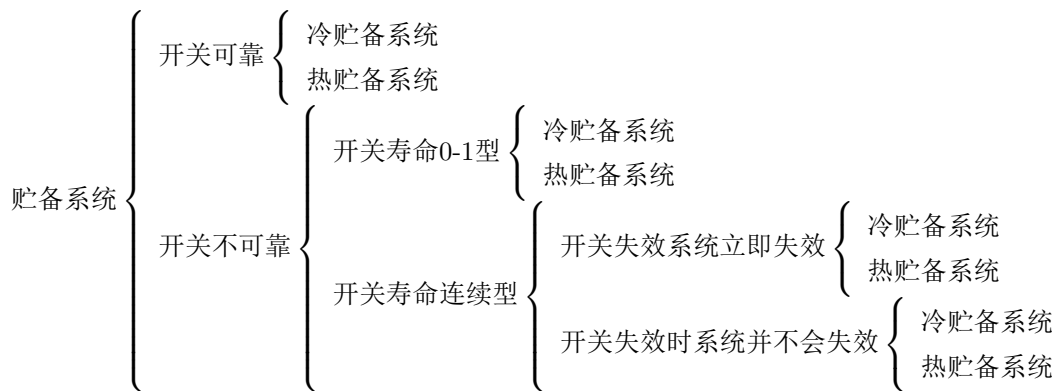 冷贮备系统
开关可靠
热贮备系统
冷贮备系统
开关寿命0-1型
热贮备系统
贮备系统
冷贮备系统
开关失效系统立即失效
开关不可靠
热贮备系统
开关寿命连续型
冷贮备系统
开关失效时系统并不会失效
热贮备系统